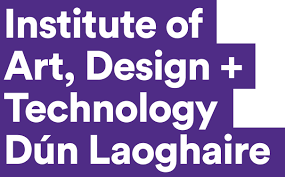 Institute of
Art, Design +
Technology
Dún Laoghaire